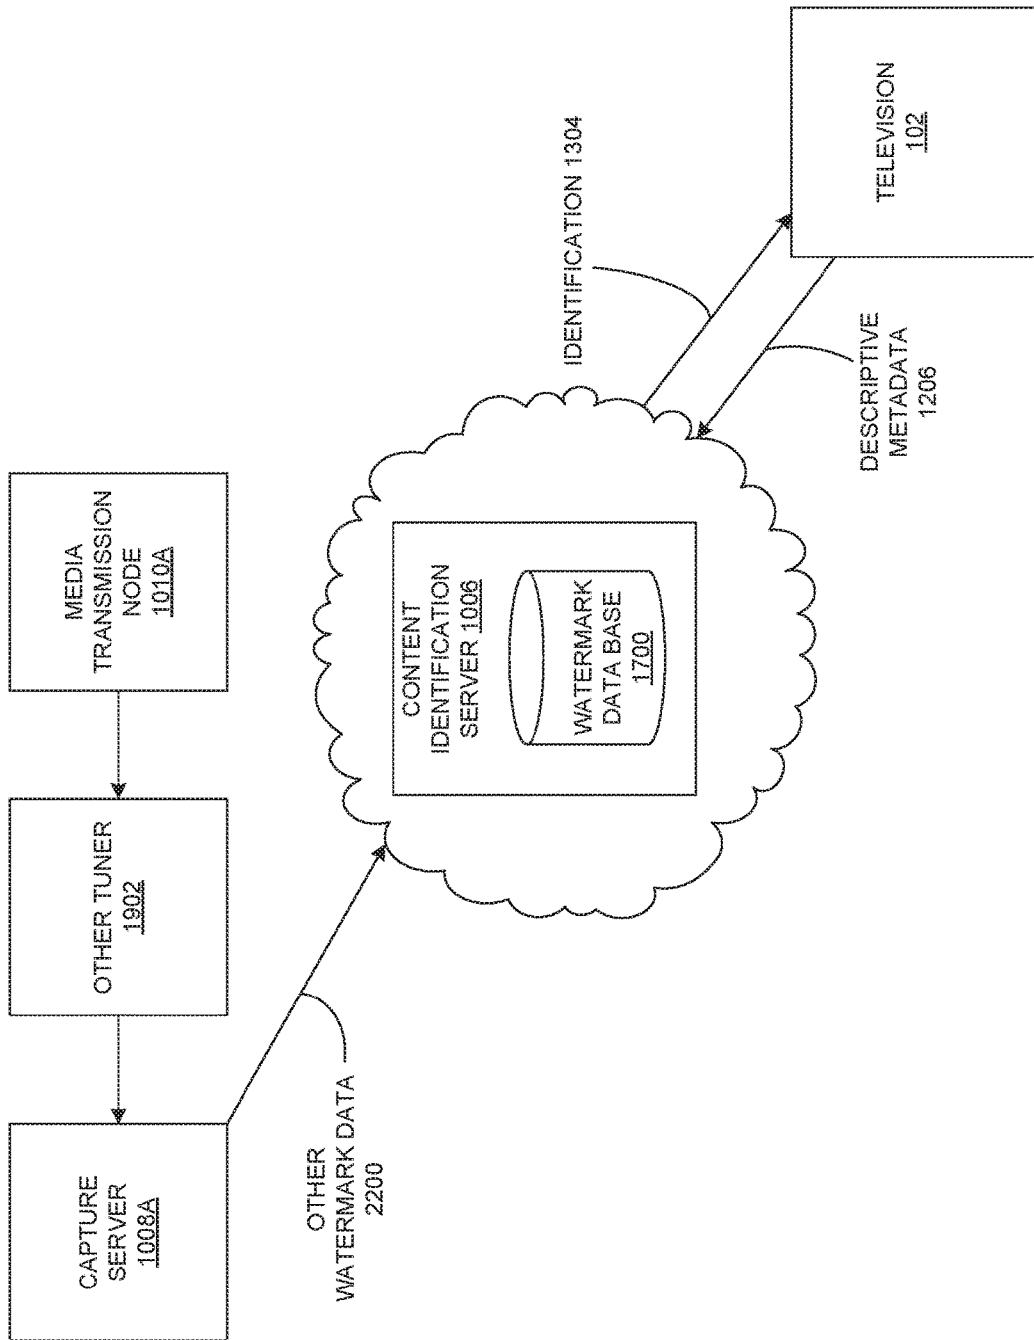 CAPTURE
SERVER
1008A
OTHER TUNER
1902
MEDIA
TRANSMISSION
NODE
1010A
OTHER
WATERMARK DATA
2200
CONTENT
IDENTIFICATION
SERVER 1006
WATERMARK
DATA BASE
1700
IDENTIFICATION 1304
DESCRIPTIVE
METADATA
1206
TELEVISION
102